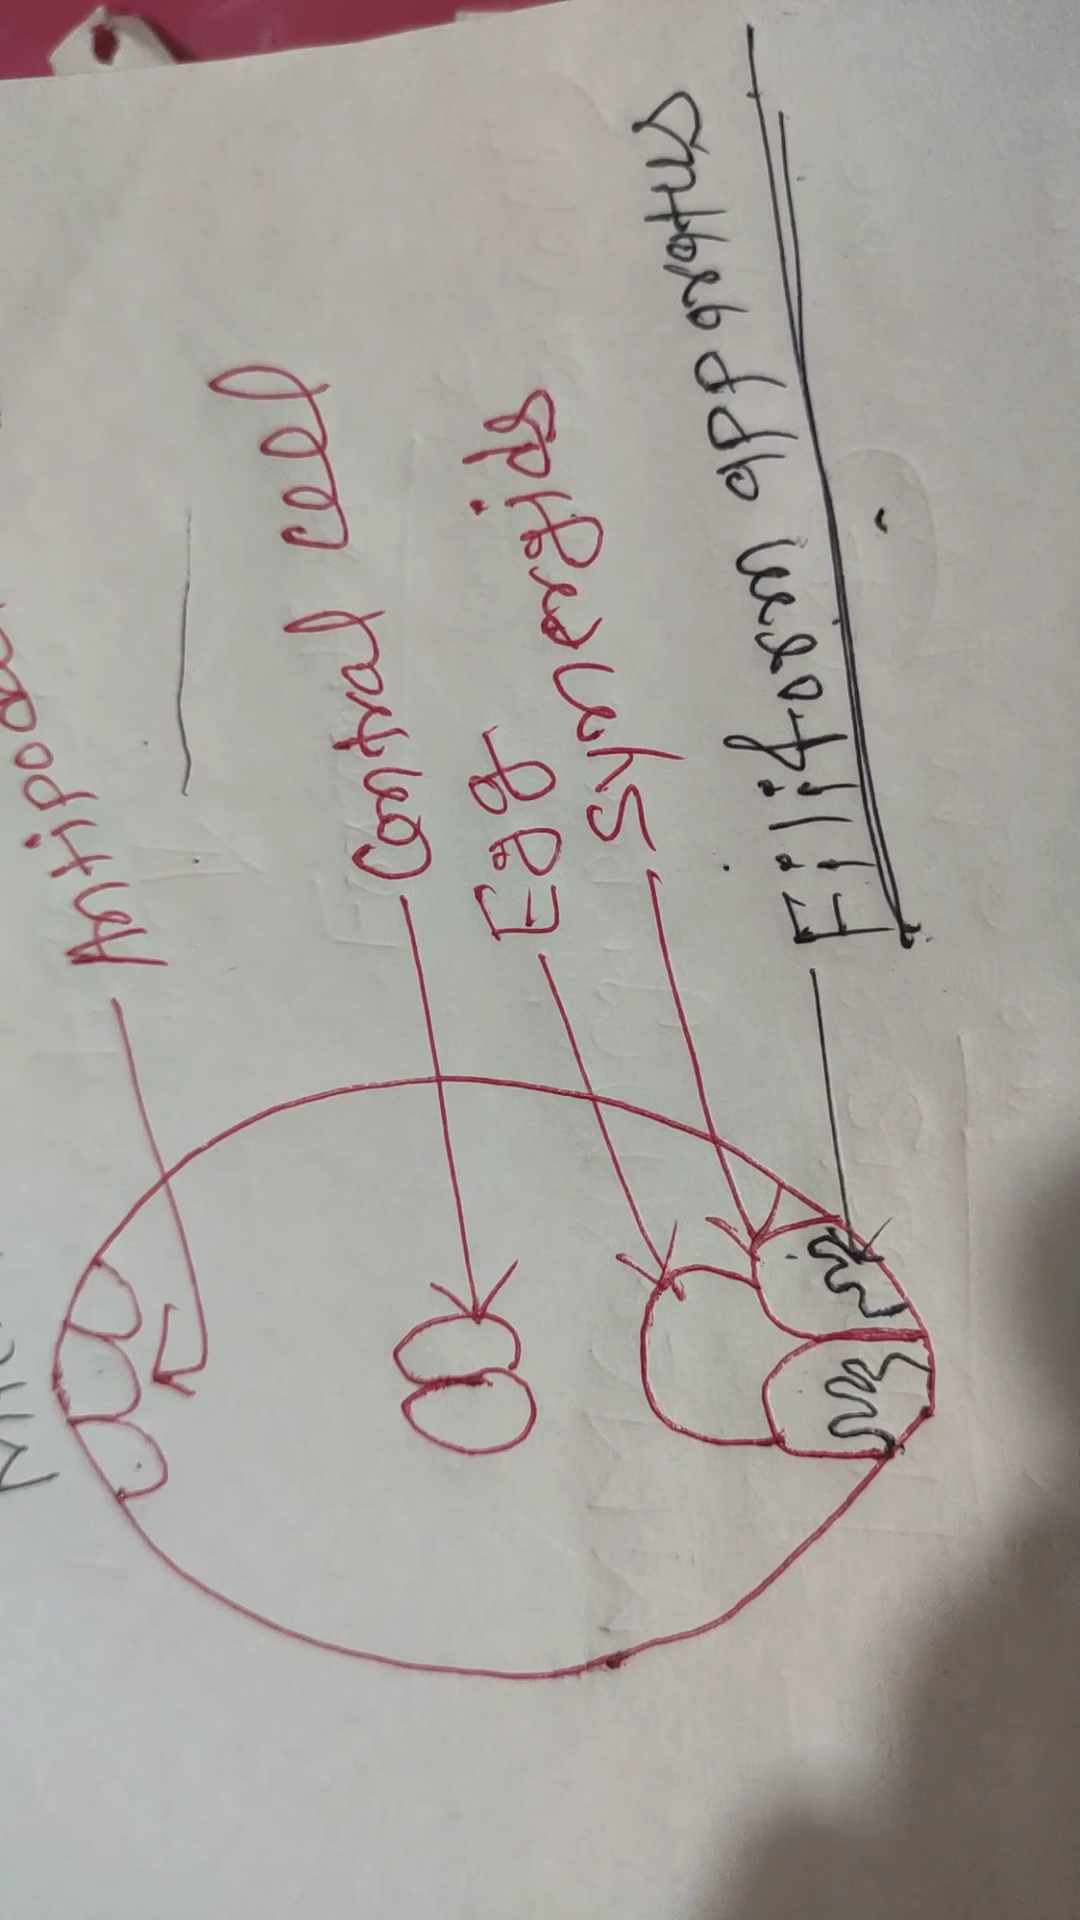 Antipoda
Central cell
Egg
Synergids
Filiform apparatus